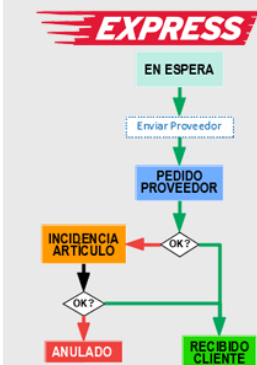 EXPRESS
EN ESPERA
Enviar Proveedor
PEDIDO
PROVEEDOR
INCIDENCIA
ARTÍCULO
OK?
OK?
ANULADO
RECIBIDO
CLIENTE